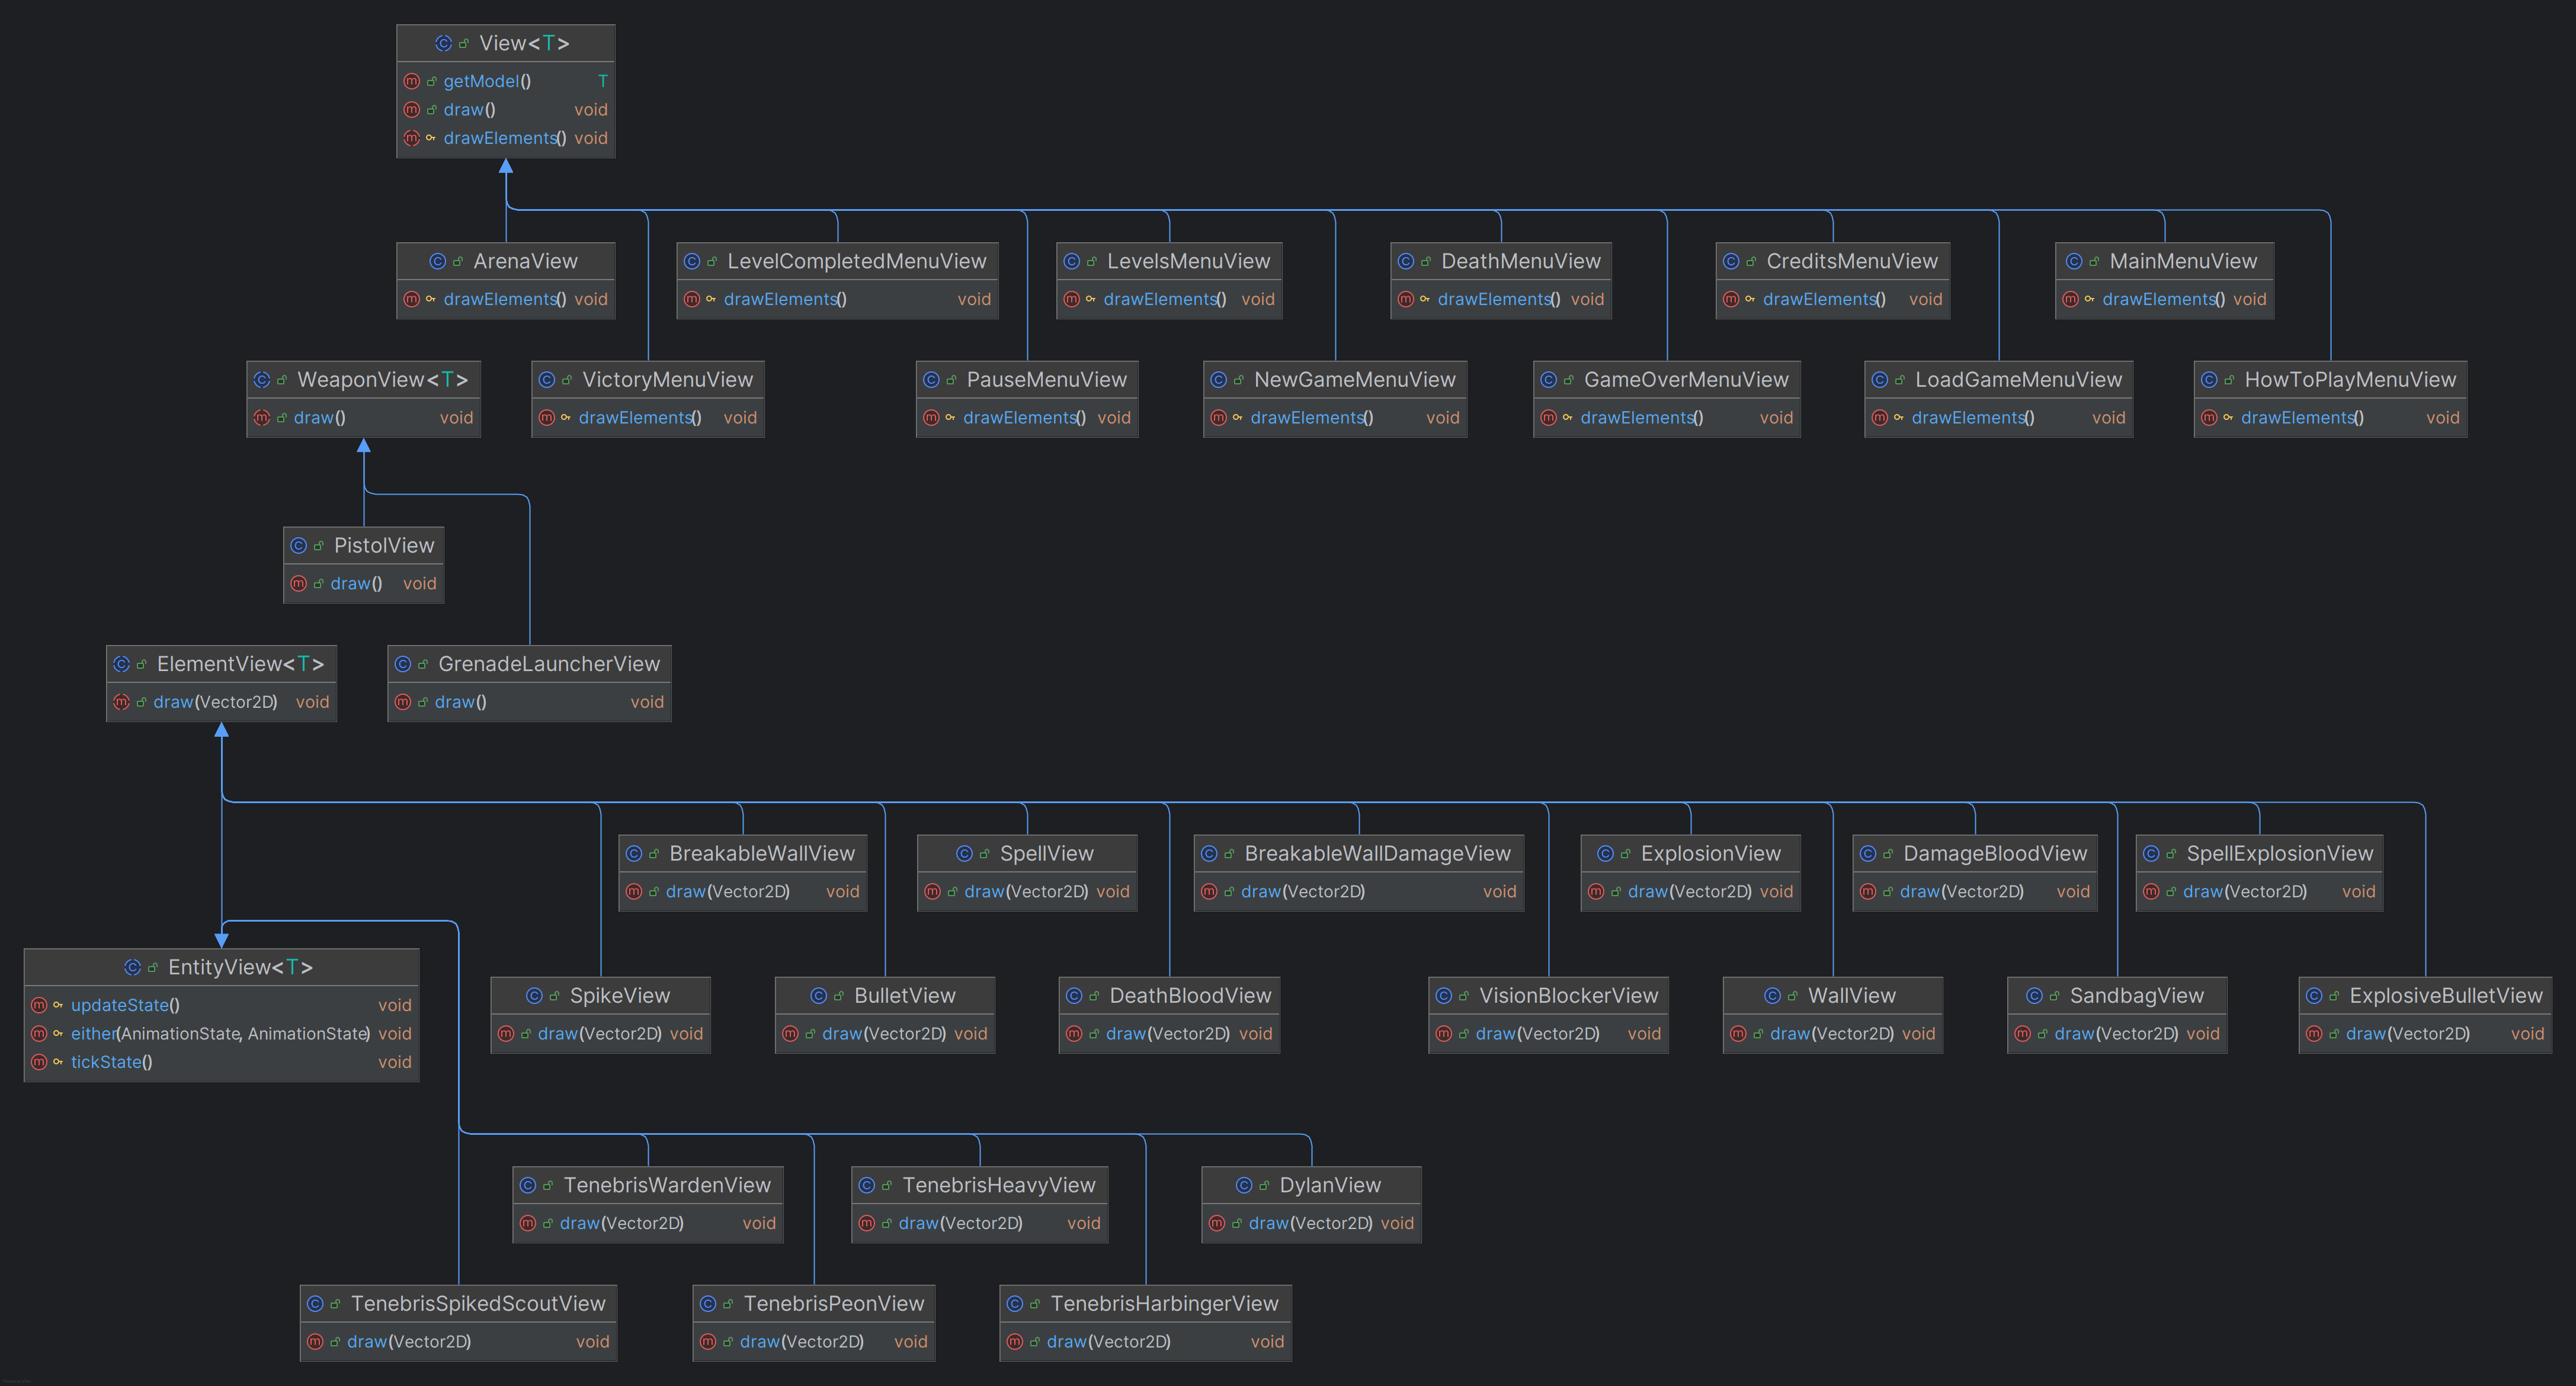 View<T>
getModel() T
draw() void
drawElements() void
ArenaView
drawElements() void
LevelCompletedMenuView
drawElements() void
LevelsMenuView
drawElements() void
DeathMenuView
drawElements() void
CreditsMenuView
drawElements() void
MainMenuView
drawElements() void
WeaponView<T>
draw() void
VictoryMenuView
drawElements() void
PauseMenuView
drawElements() void
NewGameMenuView
drawElements() void
GameOverMenuView
drawElements() void
LoadGameMenuView
drawElements() void
HowToPlayMenuView
drawElements() void
PistolView
draw() void
ElementView<T>
draw(Vector2D) void
GrenadeLauncherView
draw() void
BreakableWallView
draw(Vector2D) void
SpellView
draw(Vector2D) void
BreakableWallDamageView
draw(Vector2D) void
ExplosionView
draw(Vector2D) void
DamageBloodView
draw(Vector2D) void
SpellExplosionView
draw(Vector2D) void
EntityView<T>
updateState() void
either(AnimationState, AnimationState) void
tickState() void
SpikeView
draw(Vector2D) void
BulletView
draw(Vector2D) void
DeathBloodView
draw(Vector2D) void
VisionBlockerView
draw(Vector2D) void
WallView
draw(Vector2D) void
SandbagView
draw(Vector2D) void
ExplosiveBulletView
draw(Vector2D) void
TenebrisWardenView
draw(Vector2D) void
TenebrisHeavyView
draw(Vector2D) void
DylanView
draw(Vector2D) void
TenebrisSpikedScoutView
draw(Vector2D) void
TenebrisPeonView
draw(Vector2D) void
TenebrisHarbingerView
draw(Vector2D) void